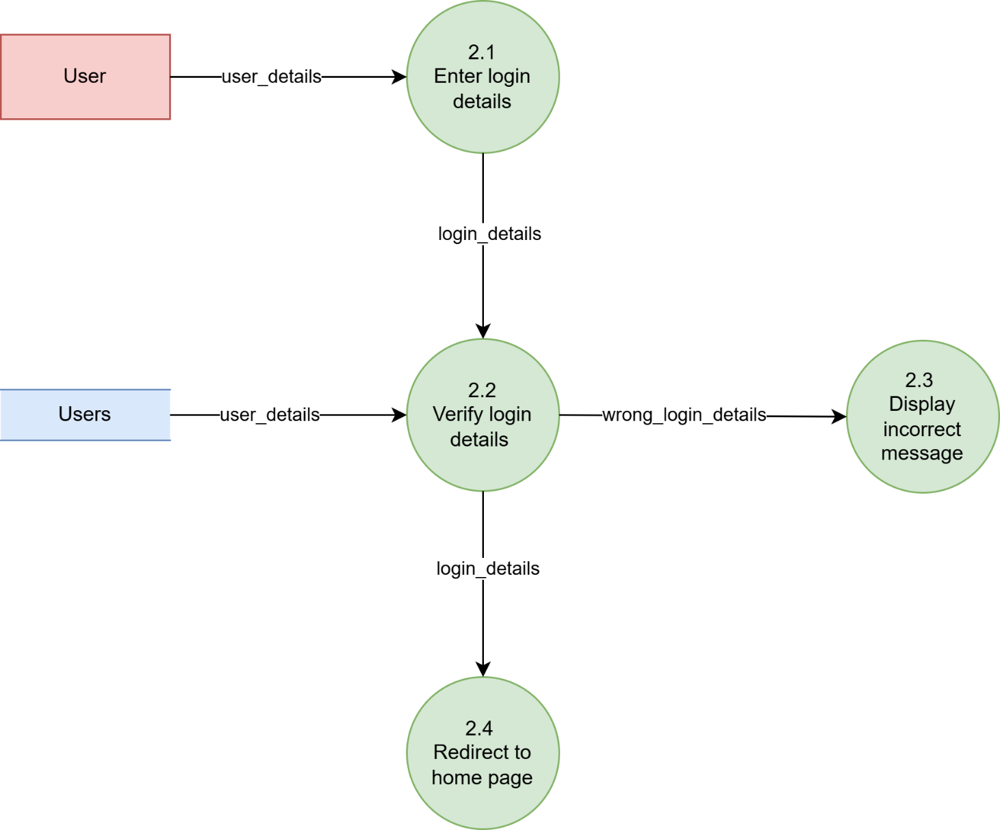 2.1
User
user_details
Enter login
details
login_details
2.2
Users
user_details
Verify login
details
wrong_login_details
2.3
Display
incorrect
message
login_details
2.4
Redirect to
home page